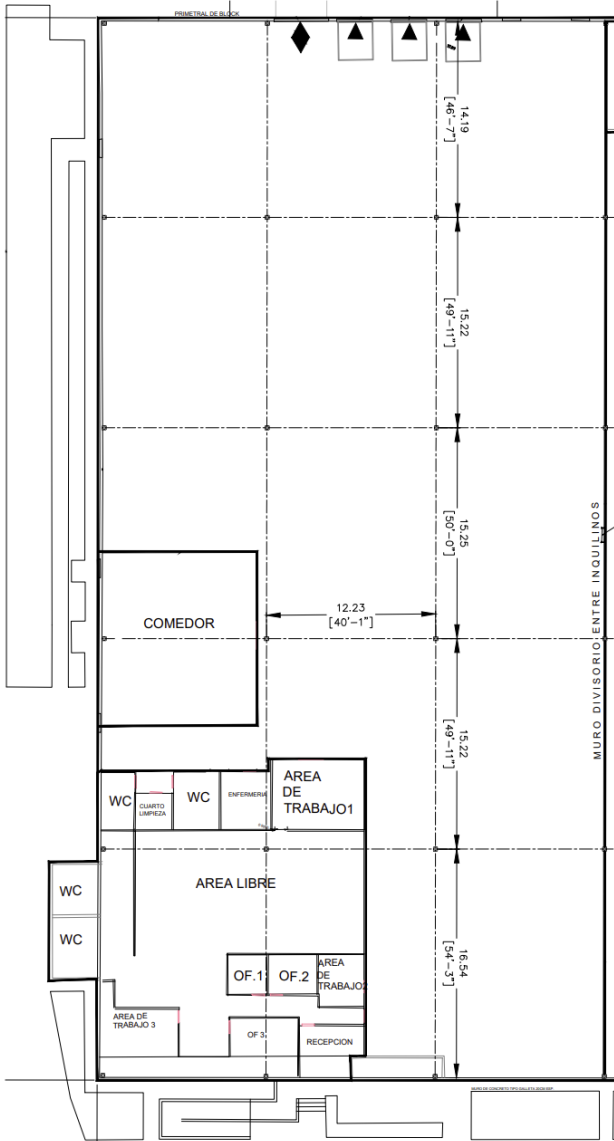 PRIMETRAL DE BLOCK
14.19
[46'-7"]
15.22
[49'-11"]
15.25
[50'-0"]
MURO DIVISORIO ENTRE INQUILINOS
12.23
[40'-1"]
COMEDOR
15.22
[49'-11"]
WC
CUARTO
LIMPIEZA
WC
ENFERMERIA
AREA
DE
TRABAJO1
AREA LIBRE
WC
WC
16.54
[54'-3"]
OF.1
OF.2
AREA
DE
TRABAJO2
AREA DE
TRABAJO 3
OF 3.
RECEPCION